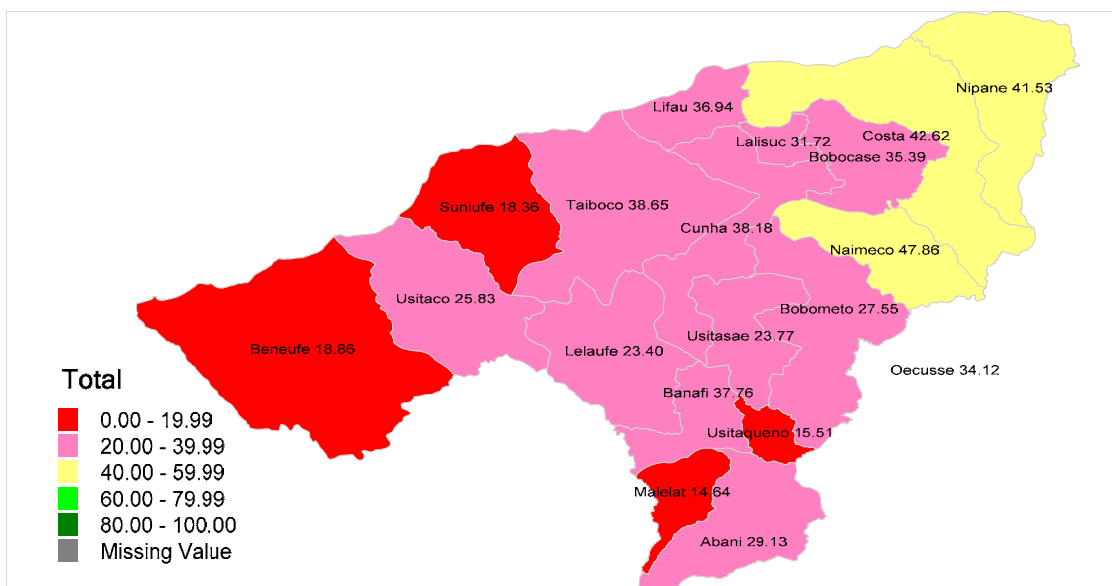 Nipane 41.53
Lifau 36.94
Costa 42.62
Lalisuc 31.72
Bobocase 35.39
Suniufe 18.36
Taiboco 38.65
Cunha 38.18
Naimeco 47.86
Usitaco 25.83
Bobometo 27.55
Usitasae 23.77
Beneufe 18.86
Lelaufe 23.40
Oecusse 34.12
Banafi 37.76
Usitaqueno 15.51
Malelat 14.64
Abani 29.13
Total
0.00 - 19.99
20.00 - 39.99
40.00 - 59.99
60.00 - 79.99
80.00 - 100.00
Missing Value